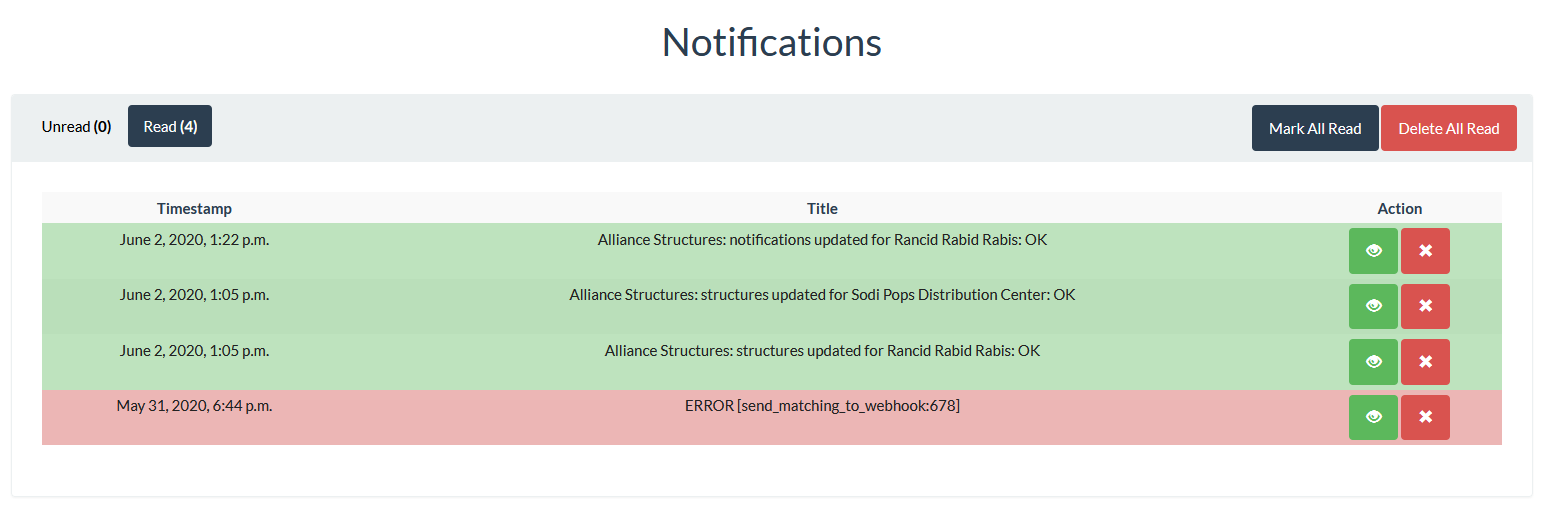 Notifications
Unread (0) Read (4) Mark All Read Delete All Read
Timestamp Title Action
June 2, 2020, 1:22 p.m. Alliance Structures: notifications updated for Rancid Rabid Rabis: OK
June 2, 2020, 1:05 p.m. Alliance Structures: structures updated for Sodi Pops Distribution Center: OK
June 2, 2020, 1:05 p.m. Alliance Structures: structures updated for Rancid Rabid Rabis: OK
May 31, 2020, 6:44 p.m. ERROR [send_matching_to_webhook:678]